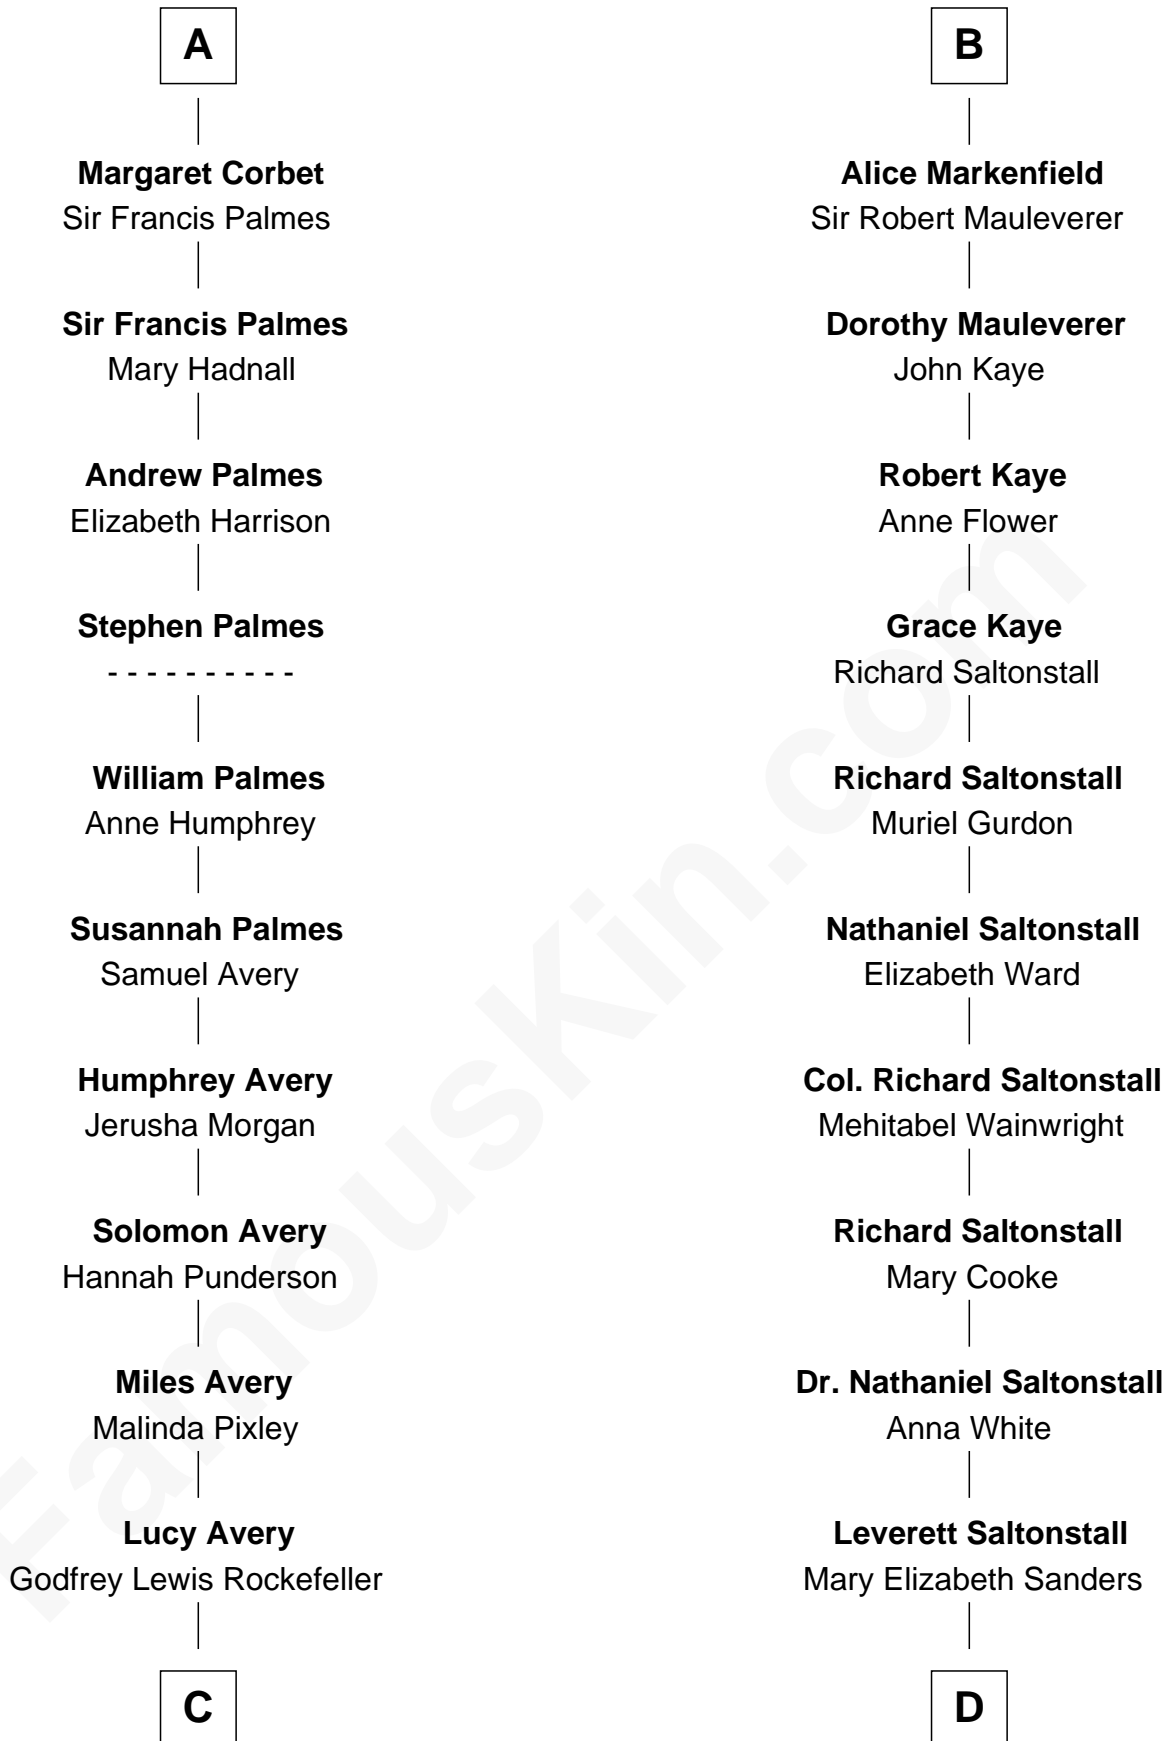 A
Margaret Corbet
Sir Francis Palmes
Sir Francis Palmes
Mary Hadnall
Andrew Palmes
Elizabeth Harrison
Stephen Palmes
- - - - - - - - - -
William Palmes
Anne Humphrey
Susannah Palmes
Samuel Avery
Humphrey Avery
Jerusha Morgan
Solomon Avery
Hannah Punderson
Miles Avery
Malinda Pixley
Lucy Avery
Godfrey Lewis Rockefeller
C
B
Alice Markenfield
Sir Robert Mauleverer
Dorothy Mauleverer
John Kaye
Robert Kaye
Anne Flower
Grace Kaye
Richard Saltonstall
Richard Saltonstall
Muriel Gurdon
Nathaniel Saltonstall
Elizabeth Ward
Col. Richard Saltonstall
Mehitabel Wainwright
Richard Saltonstall
Mary Cooke
Dr. Nathaniel Saltonstall
Anna White
Leverett Saltonstall
Mary Elizabeth Sanders
D
FamousKin.com